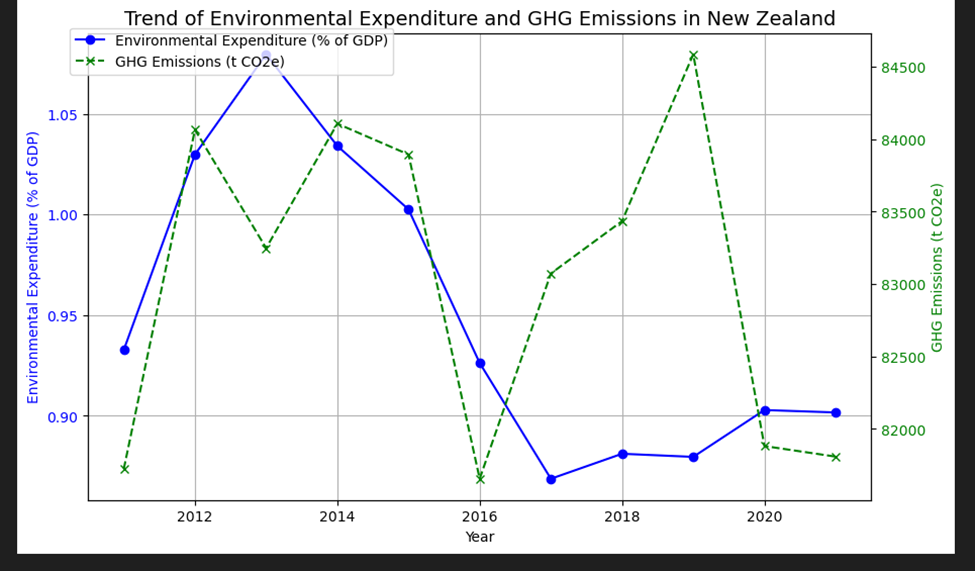 Trend of Environmental Expenditure and GHG Emissions in New Zealand
Environmental Expenditure (% of GDP)
GHG Emissions (t CO2e)
Environmental Expenditure (% of GDP)
1.05
1.00
0.95
0.90
84500
84000
83500
83000
82500
82000
GHG Emissions (t CO2e)
2012 2014 2016 2018 2020
Year